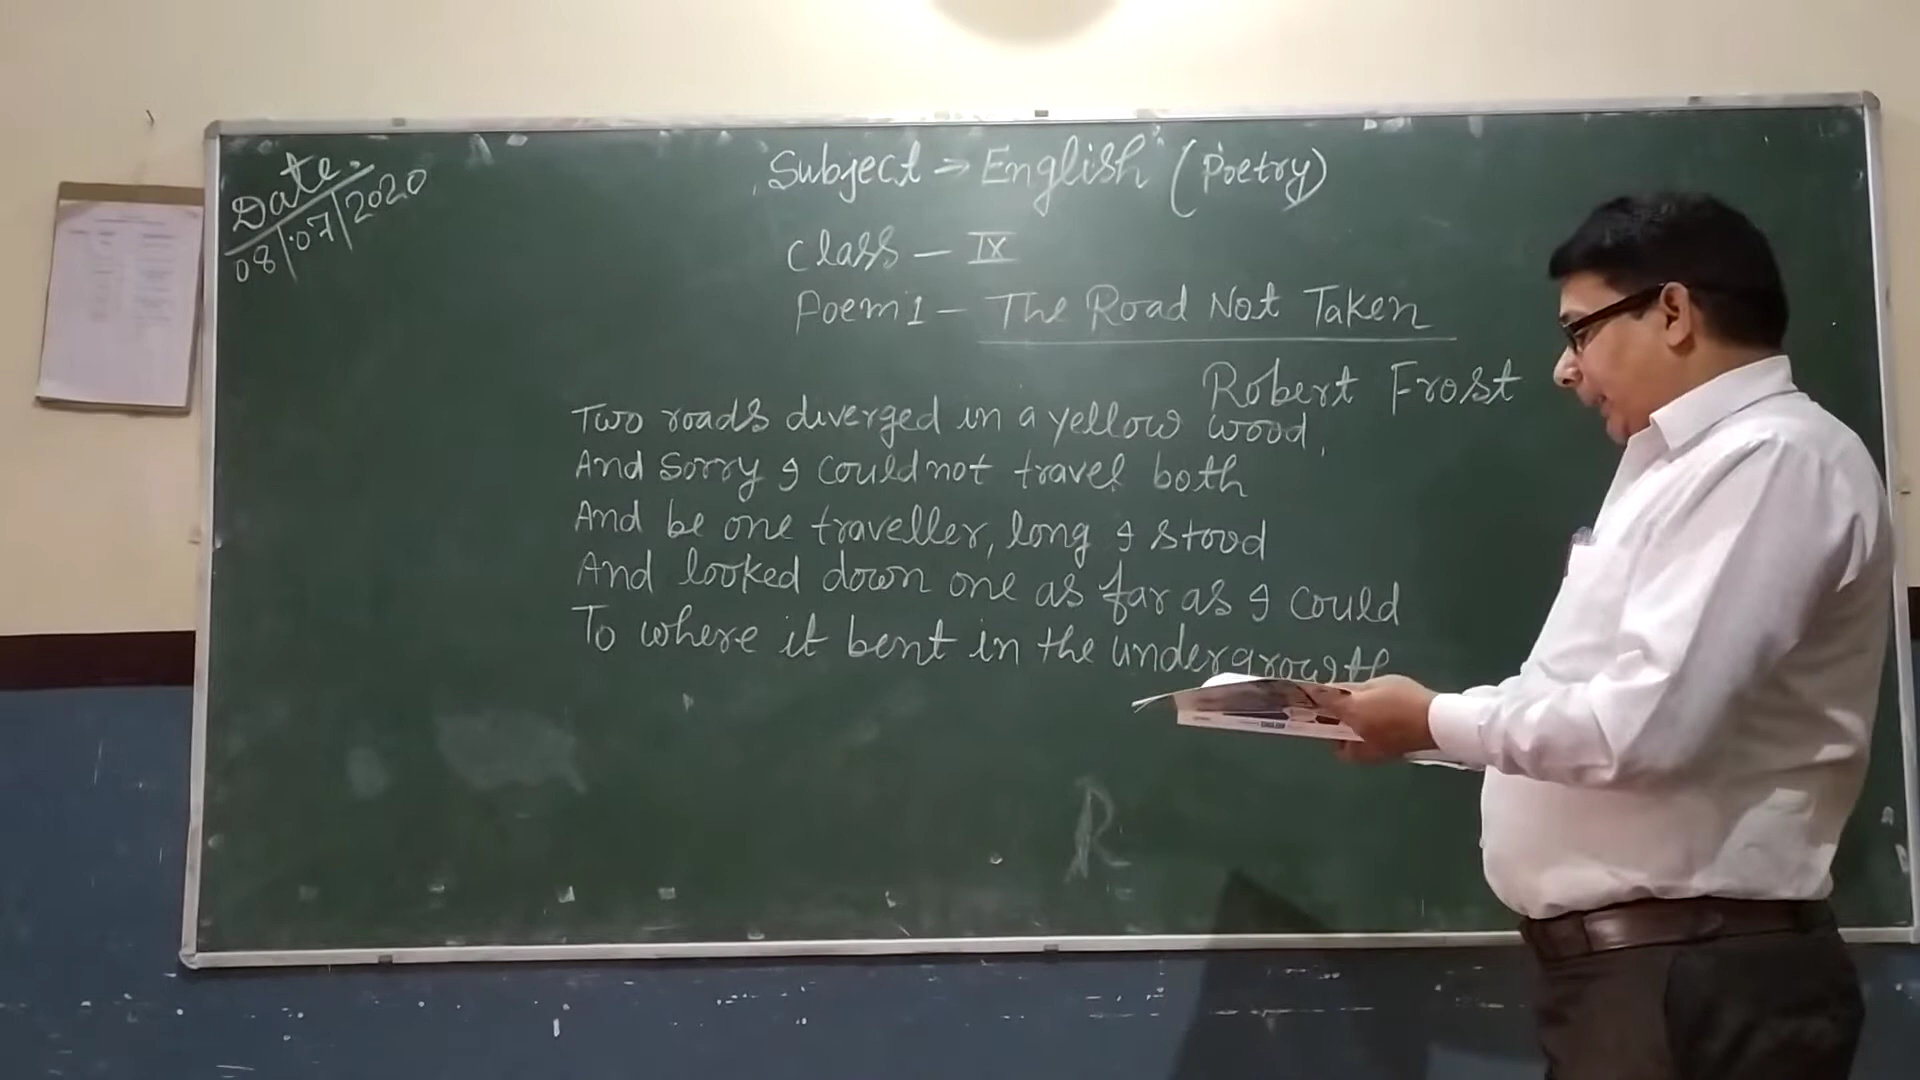 Date:-
08/07/2020
Subject → English (Poetry)
Class – IX
Poem 1 – The Road Not Taken
Robert Frost
Two roads diverged in a yellow wood,
And sorry I could not travel both
And be one traveller, long I stood
And looked down one as far as I could
To where it bent in the undergrowth
R